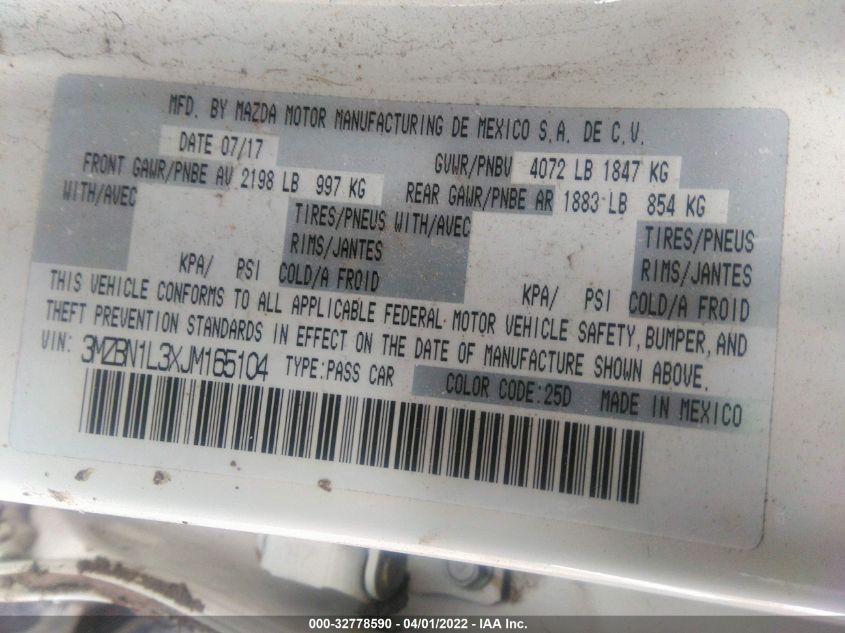 MFD. BY MAZDA MOTOR MANUFACTURING DE MEXICO S.A. DE C.V.
DATE 07/17 GVWR/PNBV 4072 LB 1847 KG
FRONT GAWR/PNBE AV 2198 LB 997 KG REAR GAWR/PNBE AR 1883 LB 854 KG
WITH/AVEC TIRES/PNEUS WITH/AVEC TIRES/PNEUS
RIMS/JANTES RIMS/JANTES
KPA/ PSI COLD/A FROID KPA/ PSI COLD/A FROID
THIS VEHICLE CONFORMS TO ALL APPLICABLE FEDERAL MOTOR VEHICLE SAFETY, BUMPER, AND
THEFT PREVENTION STANDARDS IN EFFECT ON THE DATE OF MANUFACTURE SHOWN ABOVE.
VIN: 3MZBN1L3XJM165104 TYPE:PASS CAR COLOR CODE:25D MADE IN MEXICO
000-32778590 - 04/01/2022 - IAA Inc.